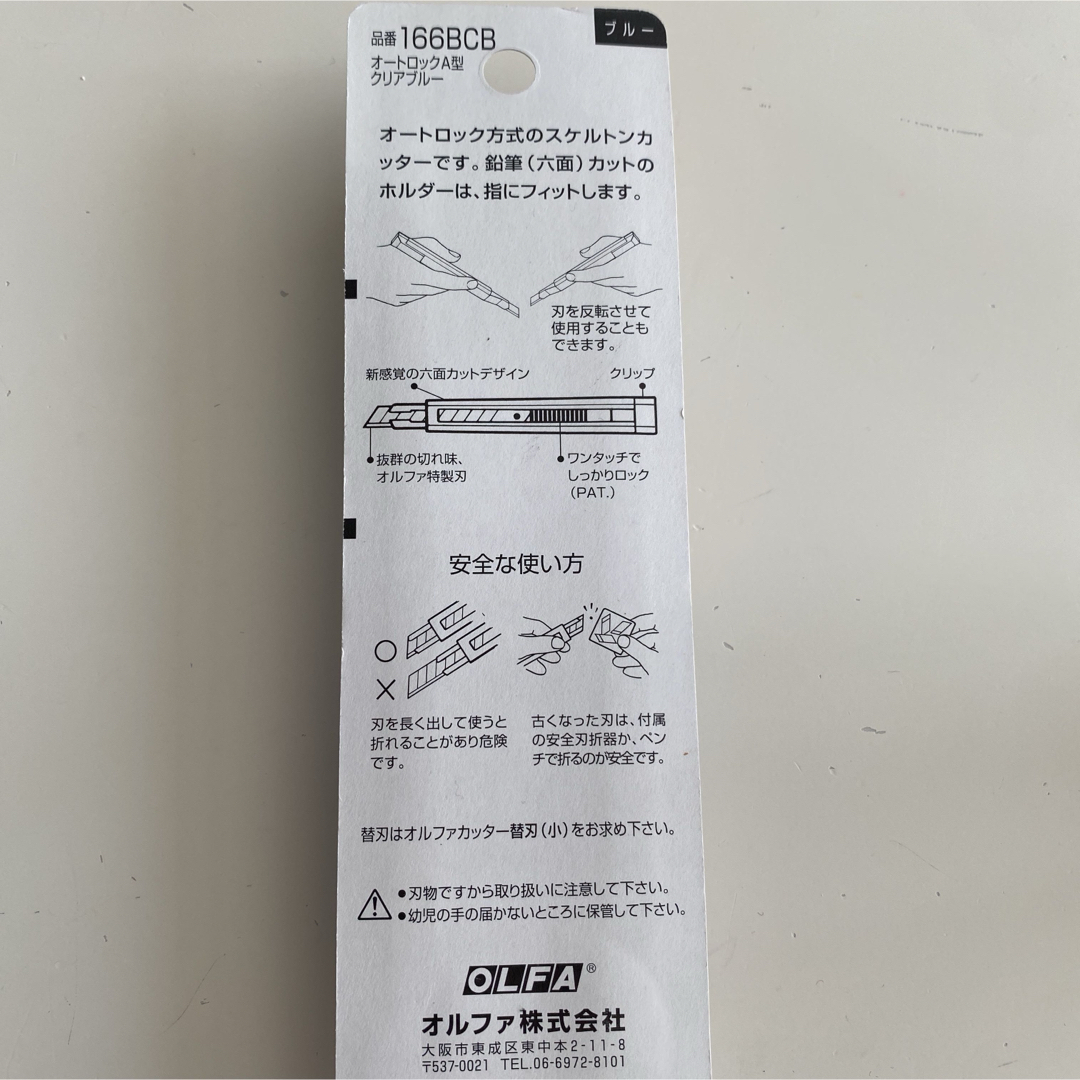 品番166BCB
オートロックA型
クリアブルー
ブルー
オートロック方式のスケルトンカ
ッターです。鉛筆（六面）カットの
ホルダーは、指にフィットします。
刃を反転させて
使用することも
できます。
新感覚の六面カットデザイン
クリップ
抜群の切れ味、
オルファ特製刃
ワンタッチで
しっかりロック
（PAT.）
安全な使い方
○
×
刃を長く出して使うと
折れることがあり危険
です。
古くなった刃は、付属
の安全刃折器か、ペン
チで折るのが安全です。
替刃はオルファカッター替刃（小）をお求め下さい。
●刃物ですから取り扱いに注意して下さい。
●幼児の手の届かないところに保管して下さい。
OLFA®
オルファ株式会社
大阪市東成区東中本2-11-8
〒537-0021 TEL.06-6972-8101